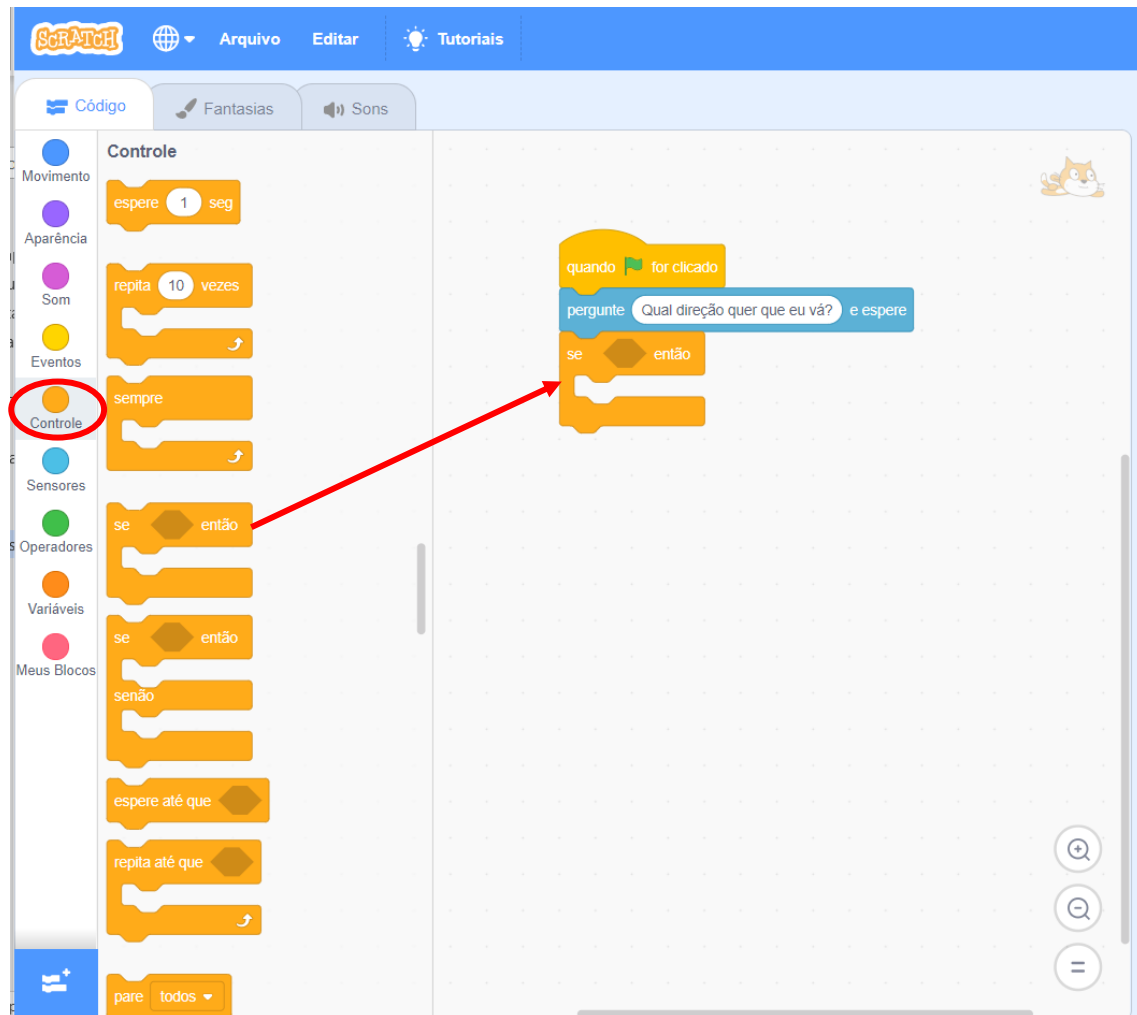 SCRATCH
Arquivo
Editar
Tutoriais
Código
Fantasias
Sons
Movimento
Aparência
Som
Eventos
Controle
Sensores
Operadores
Variáveis
Meus Blocos
Controle
espere 1 seg
repita 10 vezes
sempre
se então
se então
senão
espere até que
repita até que
pare todos
quando for clicado
pergunte Qual direção quer que eu vá? e espere
se então